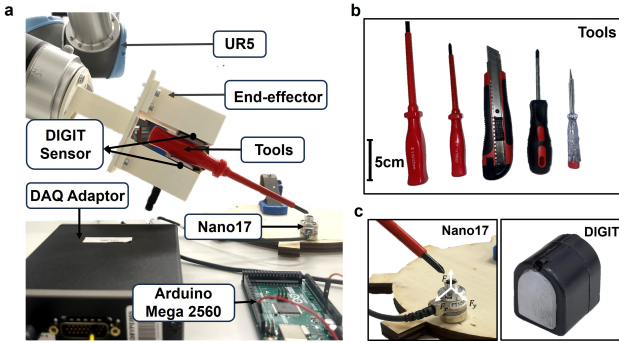 a
UR5
End-effector
DIGIT
Sensor
Tools
DAQ Adaptor
Nano17
Arduino
Mega 2560
b
Tools
5cm
c
Nano17
DIGIT